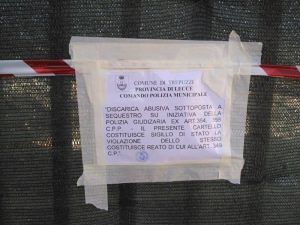 COMUNE DI TREPUZZI
PROVINCIA DI LECCE
COMANDO POLIZIA MUNICIPALE
"DISCARICA ABUSIVA SOTTOPOSTA A
SEQUESTRO SU INIZIATIVA DELLA
POLIZIA GIUDIZIARIA EX ART.354, 355
C.P.P - IL PRESENTE CARTELLO
COSTITUISCE SIGILLO DI STATO LA
VIOLAZIONE DELLO STESSO
COSTITUISCE REATO DI CUI ALL'ART. 349
C.P."